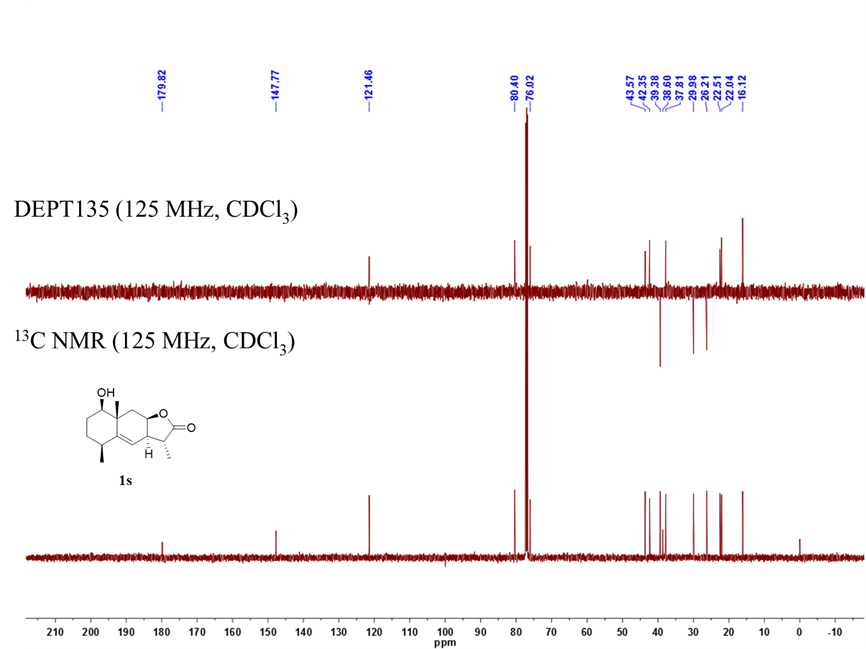 179.82
147.77
121.46
80.40
76.02
43.57
42.35
39.38
38.60
37.81
29.98
26.21
22.51
22.04
16.12
DEPT135 (125 MHz, CDCl₃)
¹³C NMR (125 MHz, CDCl₃)
OH
O
O
H
1s
210 200 190 180 170 160 150 140 130 120 110 100 90 80 70 60 50 40 30 20 10 0 -10
ppm